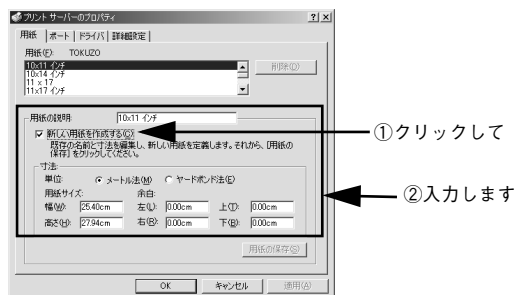 プリント サーバーのプロパティ
用紙 ポート ドライバ 詳細設定
用紙(F): TOKUZO
10x11 インチ
10x14 インチ
11 x 17
11x17 インチ
削除(D)
用紙の説明: 10x11 インチ
新しい用紙を作成する(C)
既存の名前と寸法を編集し、新しい用紙を定義します。それから、[用紙の
保存] をクリックしてください。
寸法:
単位: メートル法(M) ヤードポンド法(E)
用紙サイズ: 余白:
幅(W): 25.40cm 左(L): 0.00cm 上(T): 0.00cm
高さ(H): 27.94cm 右(R): 0.00cm 下(B): 0.00cm
用紙の保存(S)
OK キャンセル 適用(A)
①クリックして
②入力します